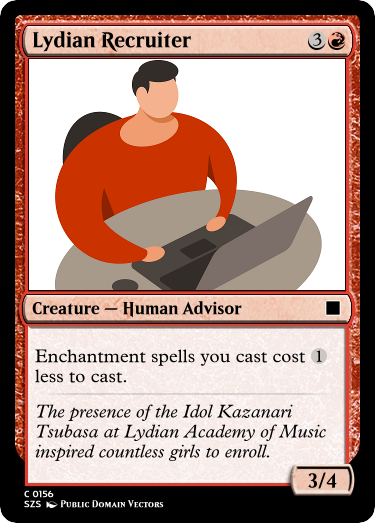 Lydian Recruiter 3
Creature — Human Advisor
Enchantment spells you cast cost 1
less to cast.
The presence of the Idol Kazanari
Tsubasa at Lydian Academy of Music
inspired countless girls to enroll.
3/4
C 0156
SZS Public Domain Vectors